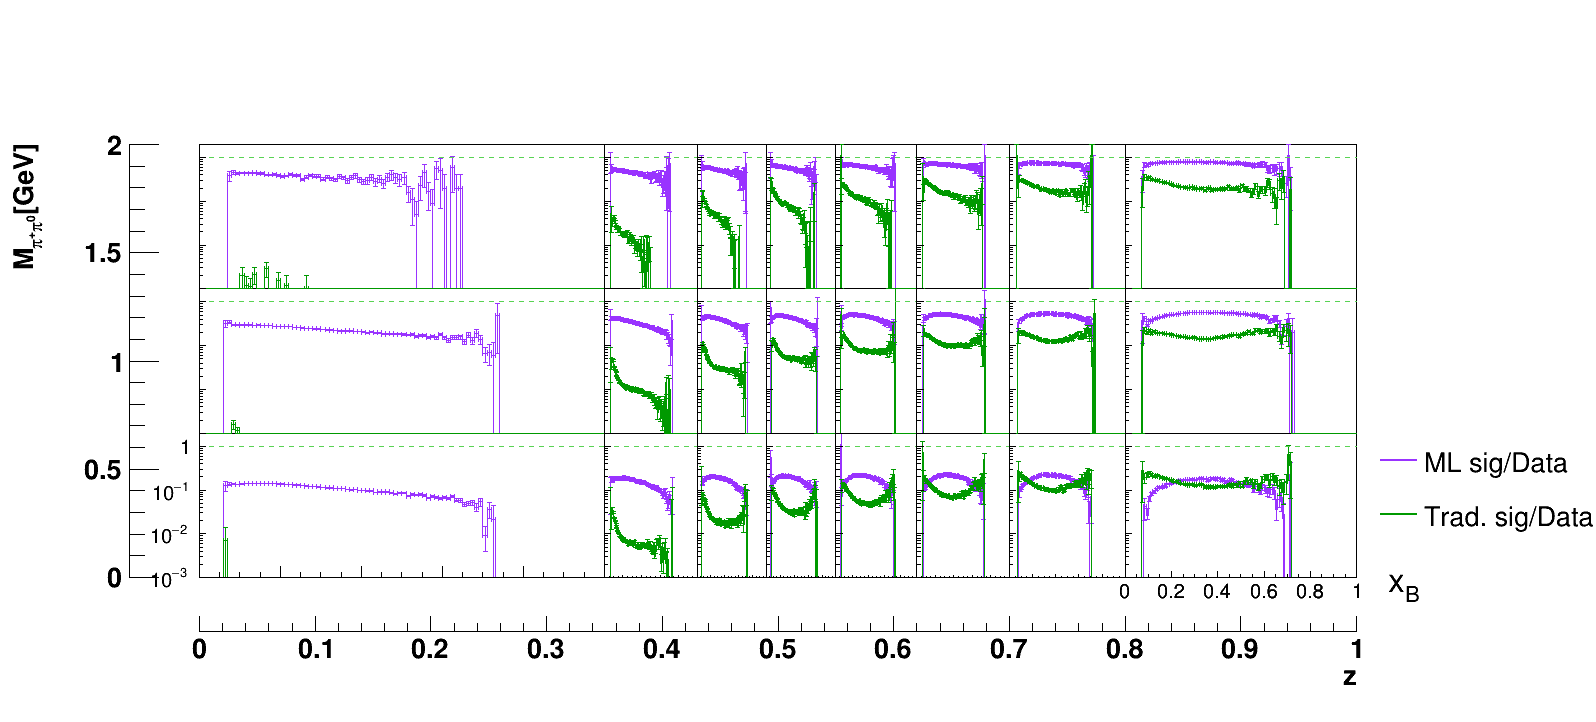 M π⁺π⁰ [GeV]
2
1.5
1
0.5
0
1
10⁻¹
10⁻²
10⁻³
ML sig/Data
Trad. sig/Data
0 0.2 0.4 0.6 0.8 1
x_B
0 0.1 0.2 0.3 0.4 0.5 0.6 0.7 0.8 0.9 1
z